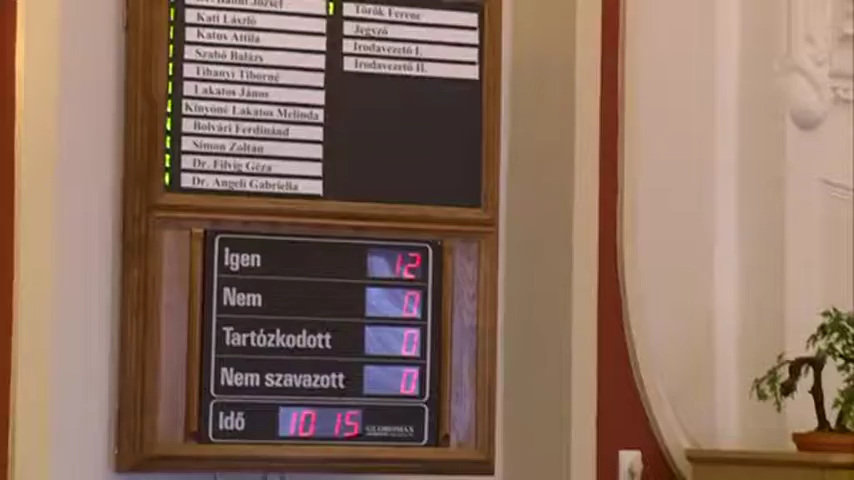 Kati László
Katus Attila
Szabó Balázs
Tihanyi Tiborné
Lakatos János
Kinyóné Lakatos Melinda
Bolvári Ferdinánd
Simon Zoltán
Dr. Filvig Géza
Dr. Angeli Gabriella
Török Ferenc
Jegyző
Irodavezető I.
Irodavezető II.
Igen 12
Nem 0
Tartózkodott 0
Nem szavazott 0
Idő 10 15
GLOBOMAX